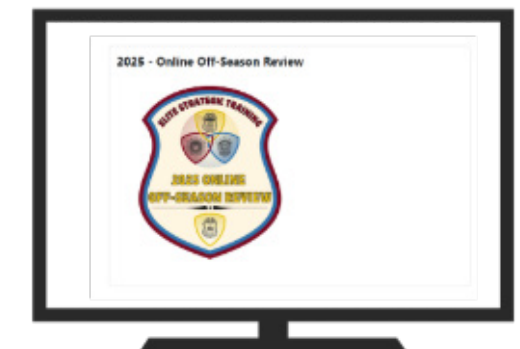 2025 - Online Off-Season Review
ELITE STRATEGIC TRAINING
2025 ONLINE
OFF-SEASON REVIEW